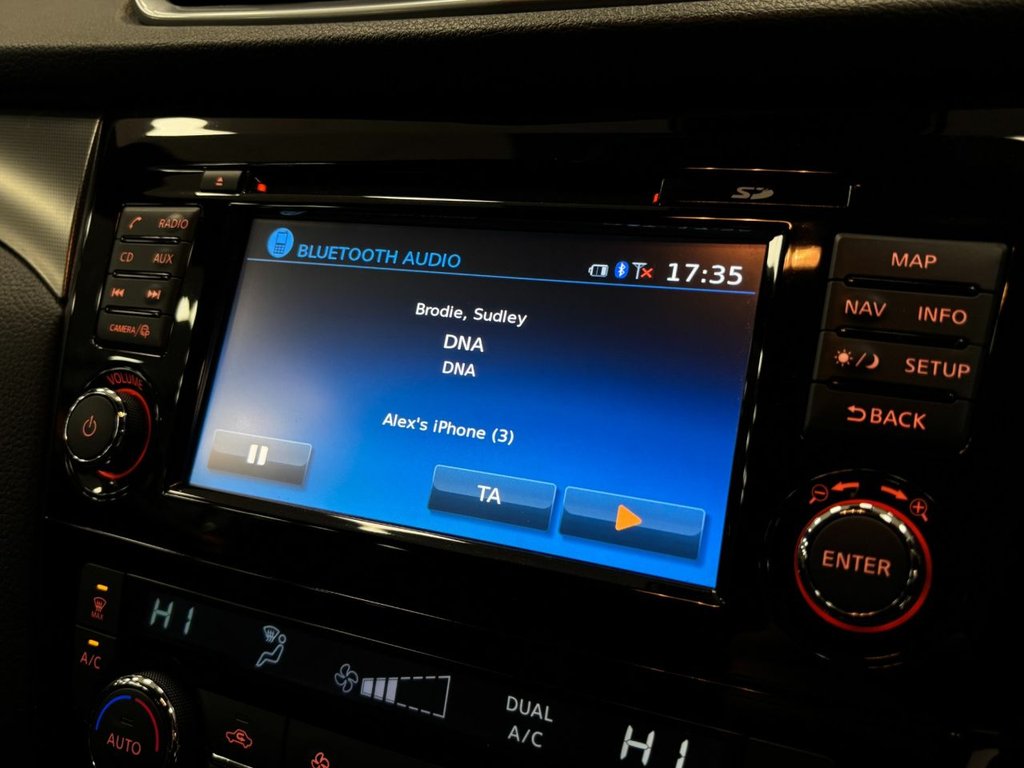 SD
RADIO
CD AUX
CAMERA/
VOLUME
BLUETOOTH AUDIO
17:35
Brodie, Sudley
DNA
DNA
Alex's iPhone (3)
TA
MAP
NAV INFO
SETUP
BACK
ENTER
MAX
A/C
HI
AUTO
DUAL
A/C
HI